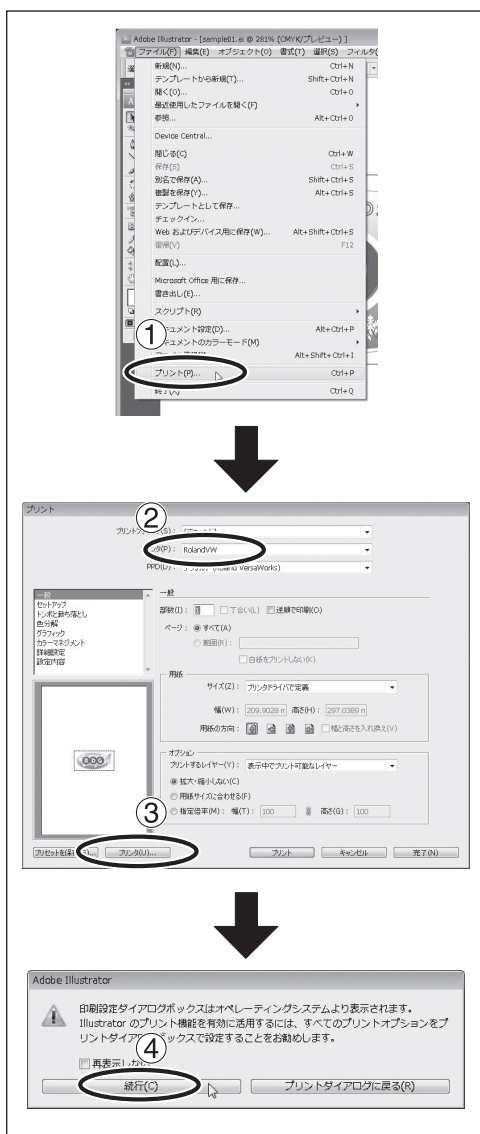 Adobe Illustrator - [sample01.ai @ 281% (CMYK/プレビュー) ]
ファイル(F) 編集(E) オブジェクト(O) 書式(T) 選択(S) フィルタ(
新規(N)... Ctrl+N
テンプレートから新規(T)... Shift+Ctrl+N
開く(O)... Ctrl+O
最近使用したファイルを開く(F)
参照... Alt+Ctrl+O
Device Central...
閉じる(C) Ctrl+W
保存(S) Ctrl+S
別名で保存(A)... Shift+Ctrl+S
複製を保存(Y)... Alt+Ctrl+S
テンプレートとして保存...
チェックイン...
Web およびデバイス用に保存(W)... Alt+Shift+Ctrl+S
復帰(V) F12
配置(L)...
Microsoft Office 用に保存...
書き出し(E)...
スクリプト(R)
①
キュメント設定(D)... Alt+Ctrl+P
キュメントのカラーモード(M)
Alt+Shift+Ctrl+I
プリント(P)... Ctrl+P
終了(X) Ctrl+Q
プリント
②
(S) :
(P) : RolandVW
PPD(D) : (Roland VersaWorks)
一般
セットアップ
トンボと裁ち落とし
色分解
グラフィック
カラーマネジメント
詳細設定
設定内容
一般
部数(I) : 1 丁合い(L) 逆順で印刷(O)
ページ : すべて(A)
範囲(R) :
白紙をプリントしない(K)
用紙
サイズ(Z) : プリンタドライバで定義
幅(W) : 209.9028 m 高さ(H) : 297.0389 m
用紙の方向 : 幅と高さを入れ換え(V)
オプション
プリントするレイヤー(Y) : 表示中でプリント可能なレイヤー
拡大・縮小しない(C)
用紙サイズに合わせる(F)
指定倍率(M) : 幅(T) : 100 高さ(G) : 100
③
プリンタ(U)... プリント キャンセル 完了(N)
Adobe Illustrator
印刷設定ダイアログボックスはオペレーティングシステムより表示されます。
Illustrator のプリント機能を有効に活用するには、すべてのプリントオプションをプ
リントダイアログボックスで設定することをお勧めします。
④
再表示しない
続行(C) プリントダイアログに戻る(R)